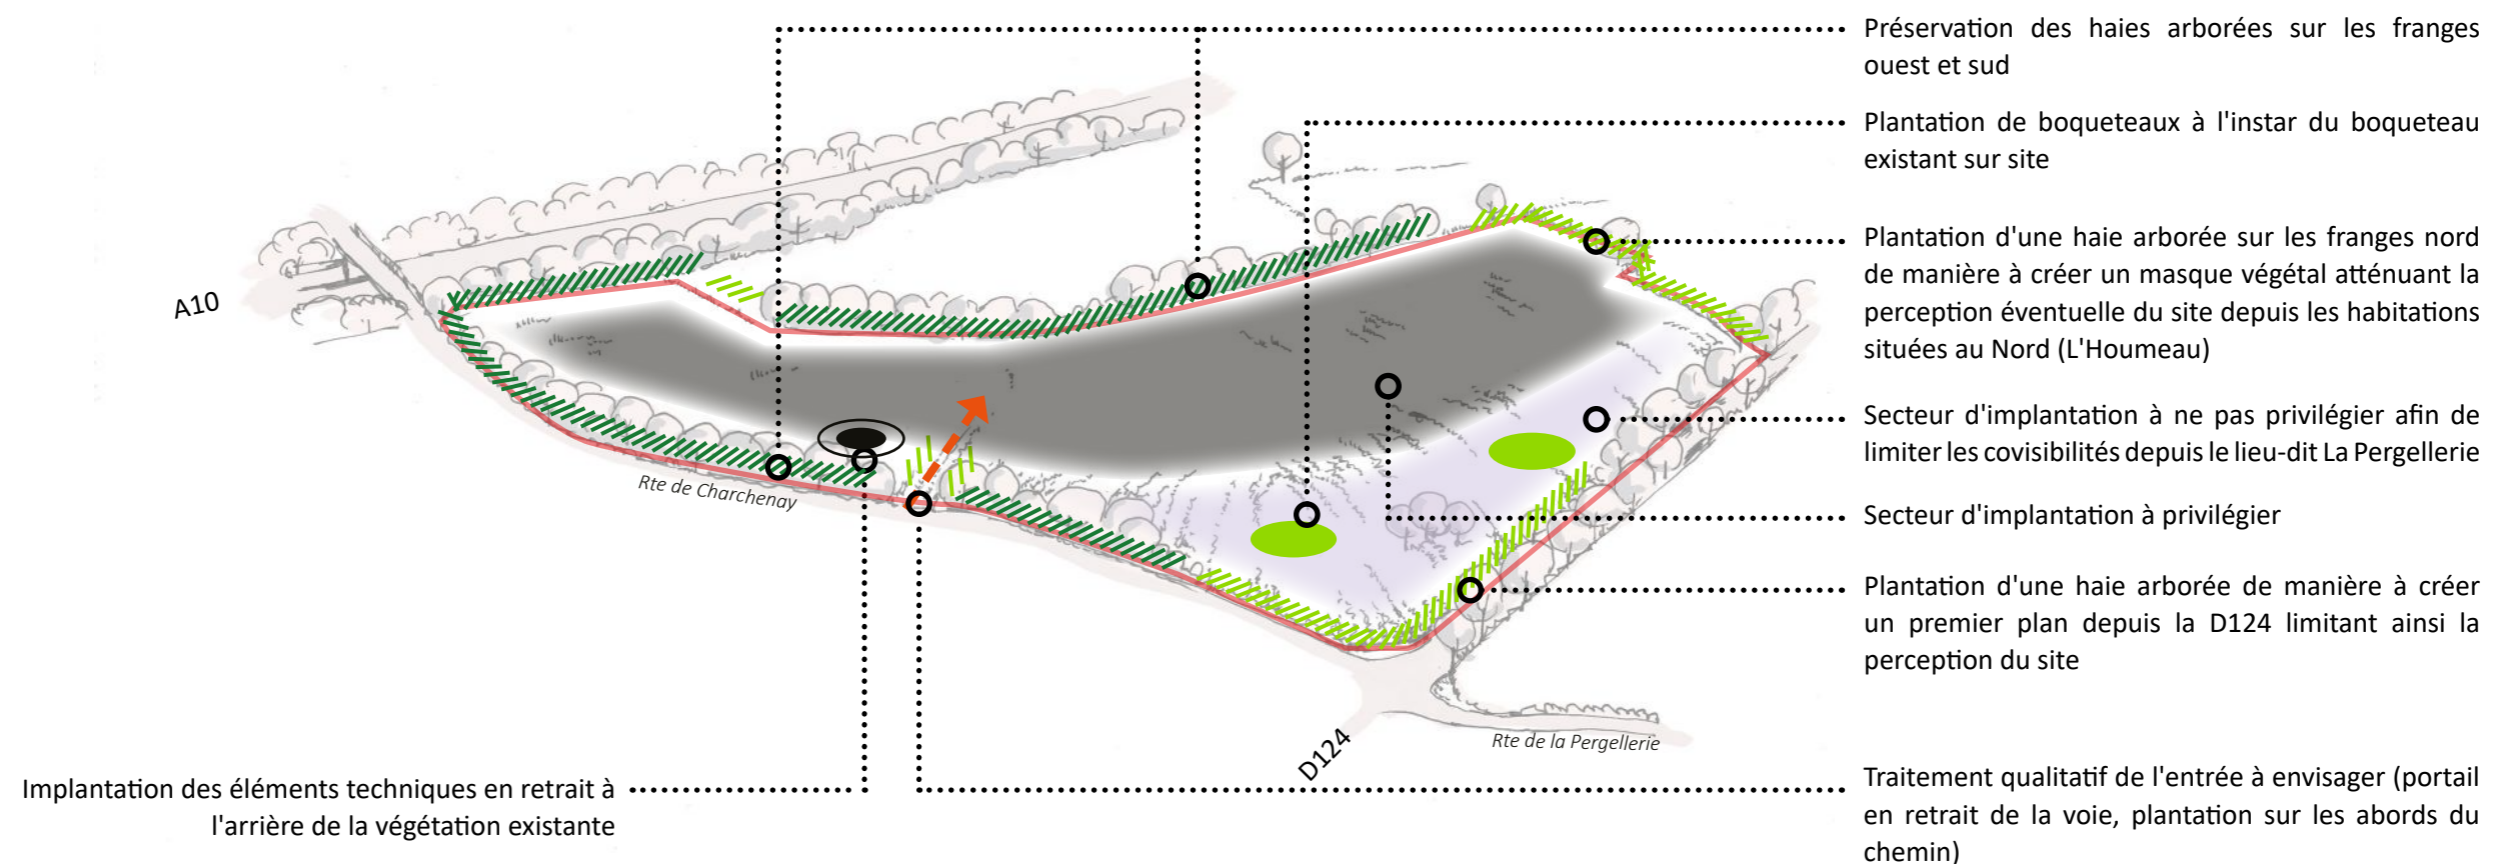 Préservation des haies arborées sur les franges
ouest et sud
Plantation de boqueteaux à l'instar du boqueteau
existant sur site
Plantation d'une haie arborée sur les franges nord
de manière à créer un masque végétal atténuant la
perception éventuelle du site depuis les habitations
situées au Nord (L'Houmeau)
Secteur d'implantation à ne pas privilégier afin de
limiter les covisibilités depuis le lieu-dit La Pergellerie
Secteur d'implantation à privilégier
Plantation d'une haie arborée de manière à créer
un premier plan depuis la D124 limitant ainsi la
perception du site
Traitement qualitatif de l'entrée à envisager (portail
en retrait de la voie, plantation sur les abords du
chemin)
A10
Rte de Charchenay
D124
Rte de la Pergellerie
Implantation des éléments techniques en retrait à
l'arrière de la végétation existante